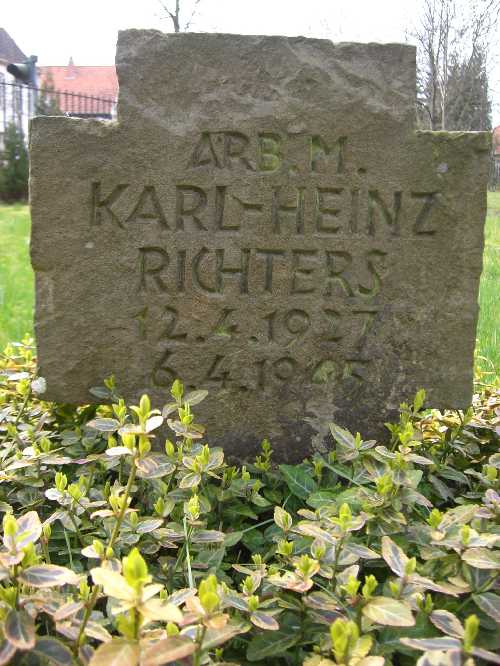 ARB. M.
KARL-HEINZ
RICHTERS
12.4.1927
6.4.1945